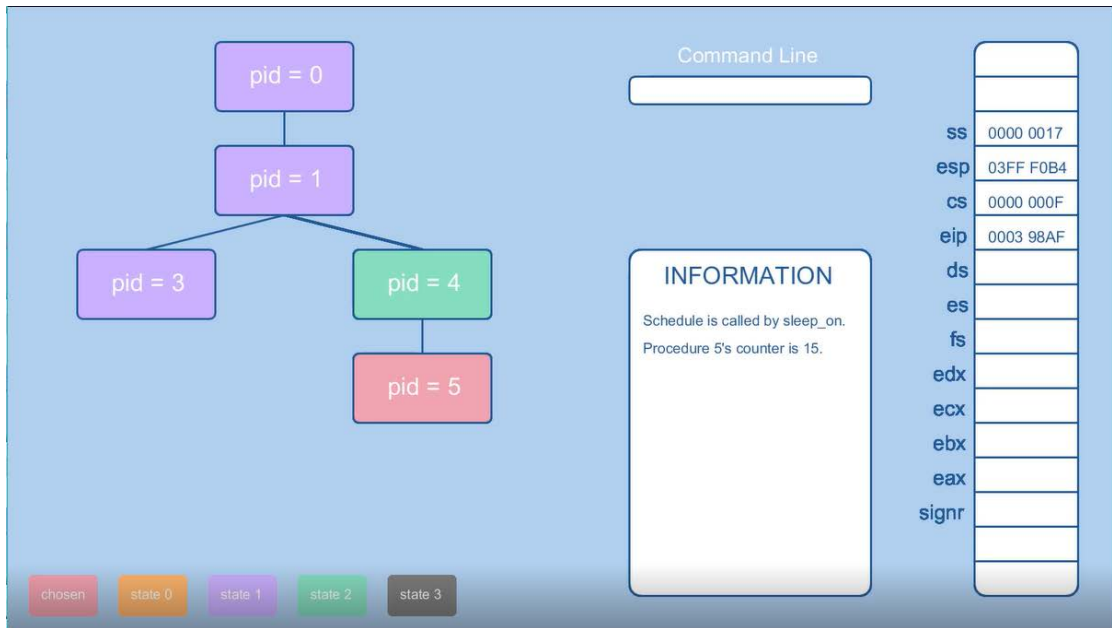 pid = 0
pid = 1
pid = 3
pid = 4
pid = 5
Command Line
INFORMATION
Schedule is called by sleep_on.
Procedure 5's counter is 15.
ss 0000 0017
esp 03FF F0B4
cs 0000 000F
eip 0003 98AF
ds
es
fs
edx
ecx
ebx
eax
signr
chosen state 0 state 1 state 2 state 3